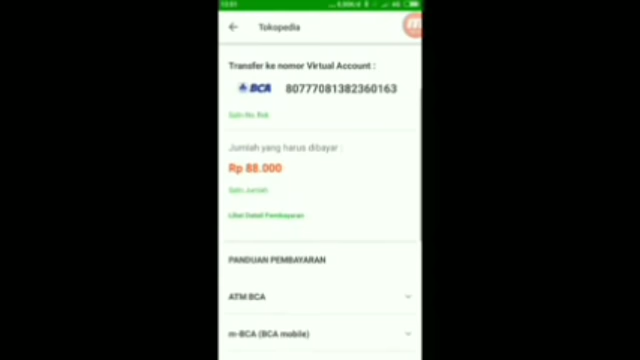 Tokopedia
Transfer ke nomor Virtual Account :
BCA 80777081382360163
Salin No. Rek
Jumlah yang harus dibayar :
Rp 88.000
Salin Jumlah
Lihat Detail Pembayaran
PANDUAN PEMBAYARAN
ATM BCA
m-BCA (BCA mobile)